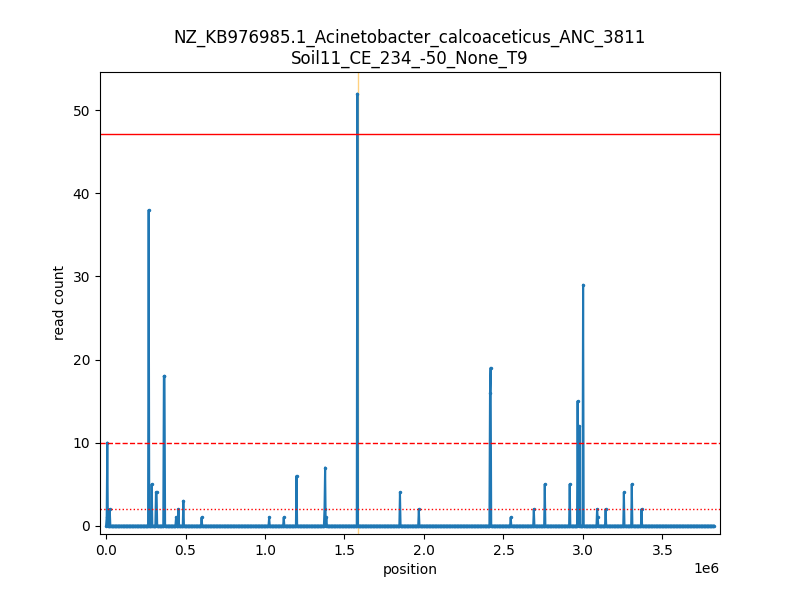 NZ_KB976985.1_Acinetobacter_calcoaceticus_ANC_3811
Soil11_CE_234_-50_None_T9
50
40
30
20
10
0
read count
0.0 0.5 1.0 1.5 2.0 2.5 3.0 3.5
1e6
position